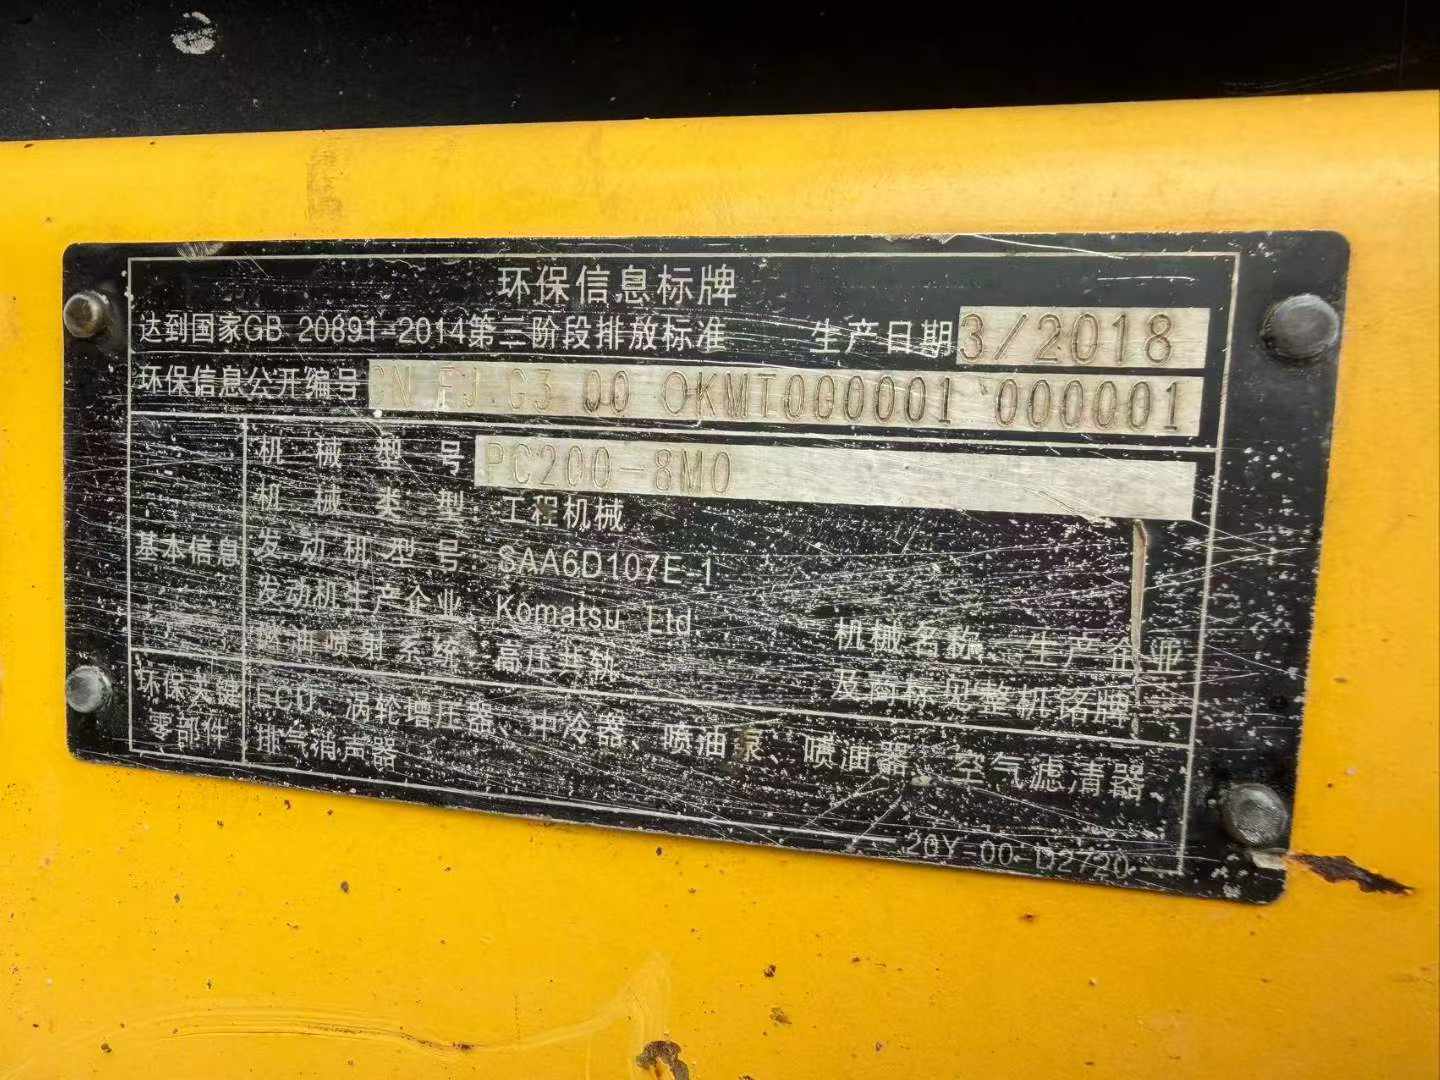 环保信息标牌
达到国家GB 20891-2014第三阶段排放标准 生产日期 3/2018
环保信息公开编号 CN FJ G3 00 0KMT000001 000001
基本信息
机械型号 PC200-8M0
机械类型 工程机械
发动机型号 SAA6D107E-1
发动机生产企业 Komatsu Ltd.
燃油喷射系统 高压共轨
机械名称、生产企业
及商标见整机铭牌
环保关键
零部件
ECU、涡轮增压器、中冷器、喷油泵、喷油器、空气滤清器
排气消声器
20Y-00-D2720